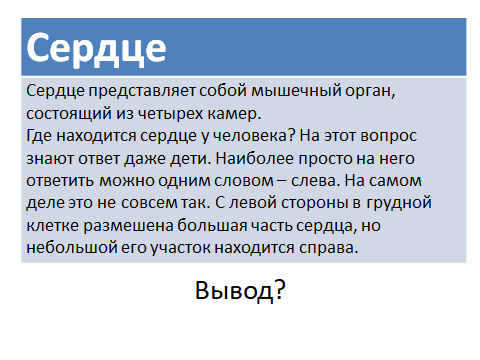 Сердце
Сердце представляет собой мышечный орган,
состоящий из четырех камер.
Где находится сердце у человека? На этот вопрос
знают ответ даже дети. Наиболее просто на него
ответить можно одним словом – слева. На самом
деле это не совсем так. С левой стороны в грудной
клетке размешена большая часть сердца, но
небольшой его участок находится справа.
Вывод?